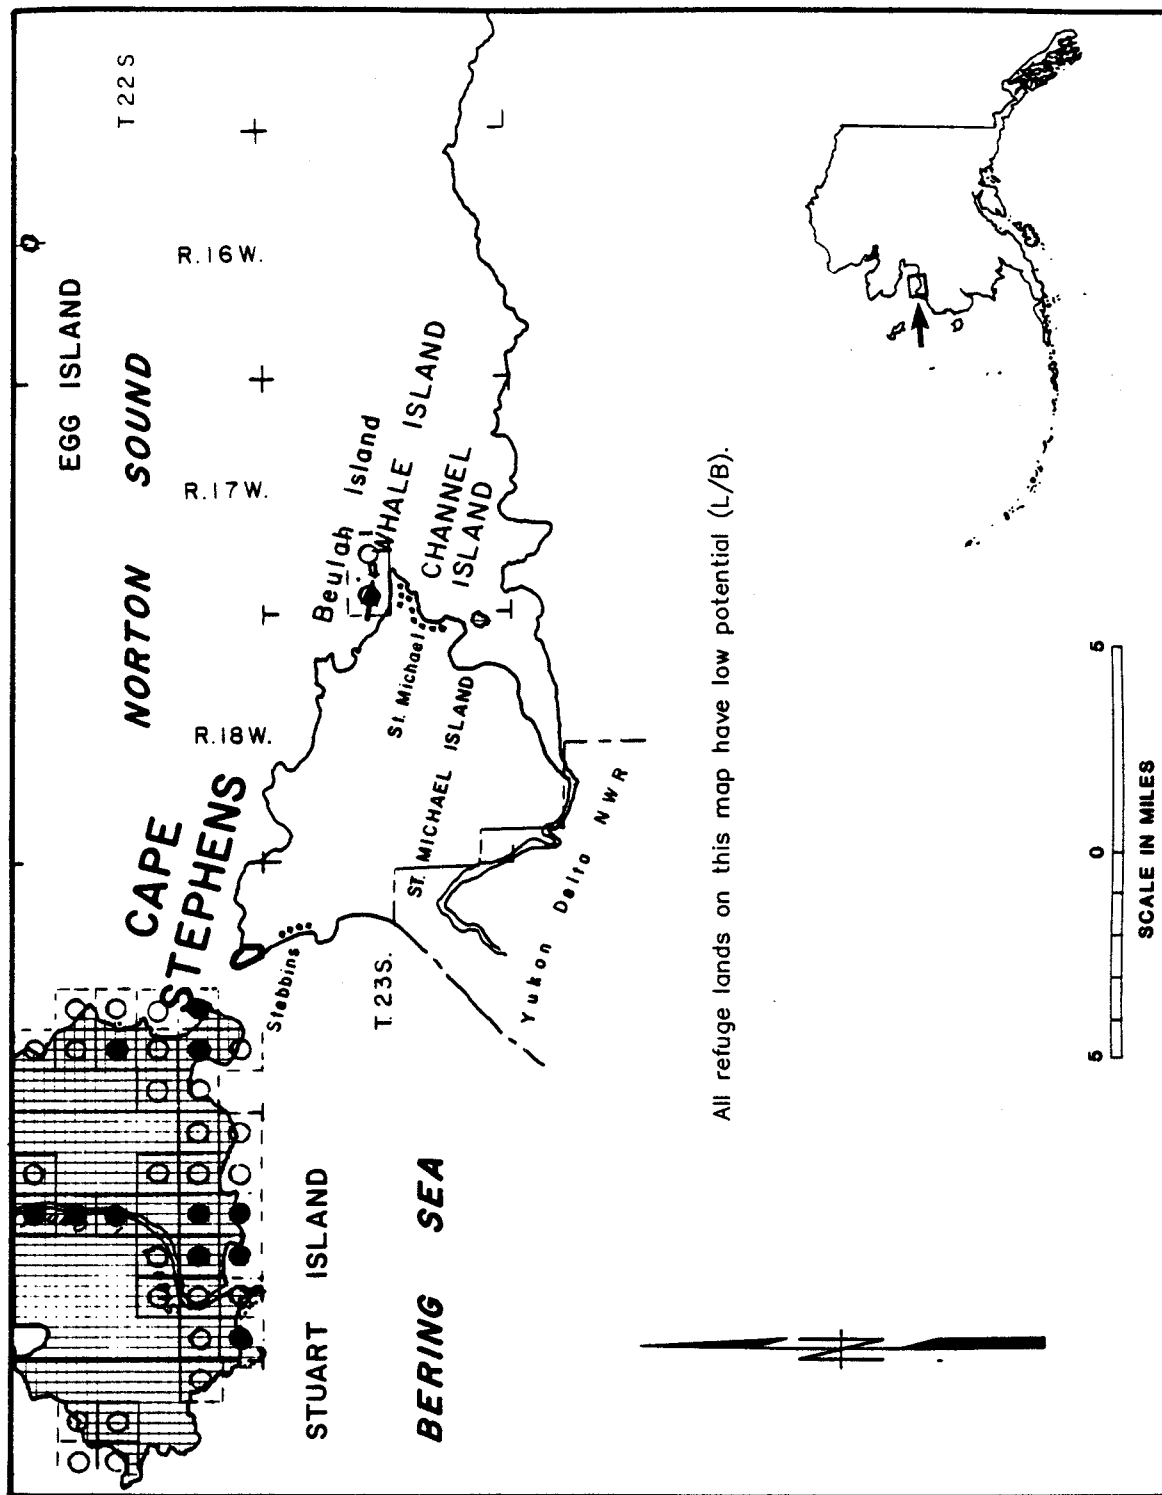 T 22 S
EGG ISLAND
NORTON SOUND
R.16W.
R.17W.
R.18W.
Beulah Island
WHALE ISLAND
CHANNEL
ISLAND
St. Michael
ST. MICHAEL ISLAND
CAPE
STEPHENS
Stebbins
T.23S.
Yukon Delta NWR
STUART ISLAND
BERING SEA
All refuge lands on this map have low potential (L/B).
5 0 5
SCALE IN MILES